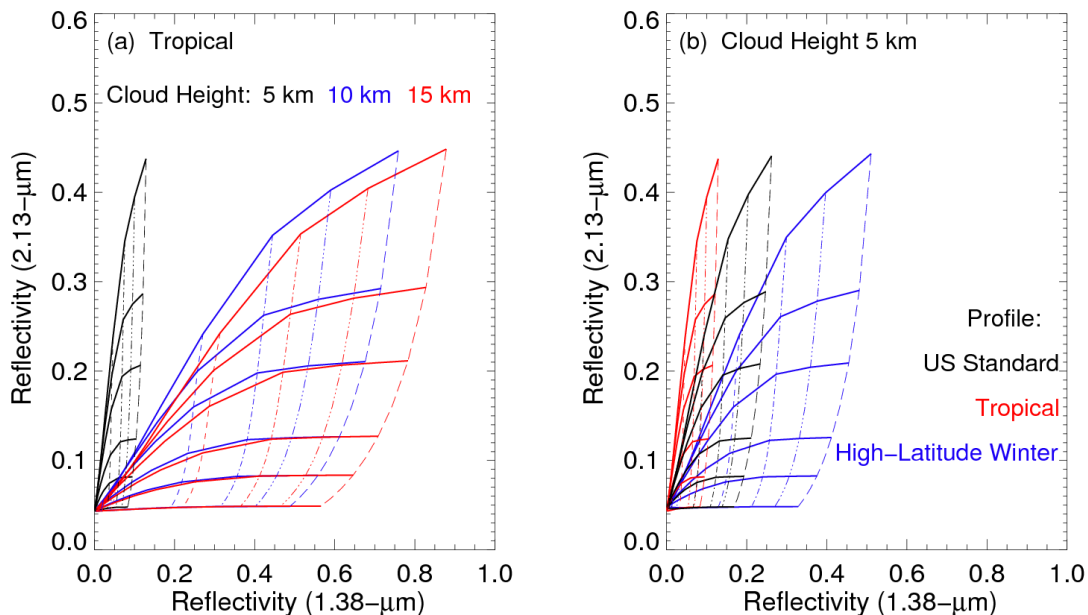 (a) Tropical
Cloud Height: 5 km 10 km 15 km
Reflectivity (2.13−μm)
0.6
0.5
0.4
0.3
0.2
0.1
0.0
0.0 0.2 0.4 0.6 0.8 1.0
Reflectivity (1.38−μm)
(b) Cloud Height 5 km
Reflectivity (2.13−μm)
0.6
0.5
0.4
0.3
0.2
0.1
0.0
Profile:
US Standard
Tropical
High−Latitude Winter
0.0 0.2 0.4 0.6 0.8 1.0
Reflectivity (1.38−μm)